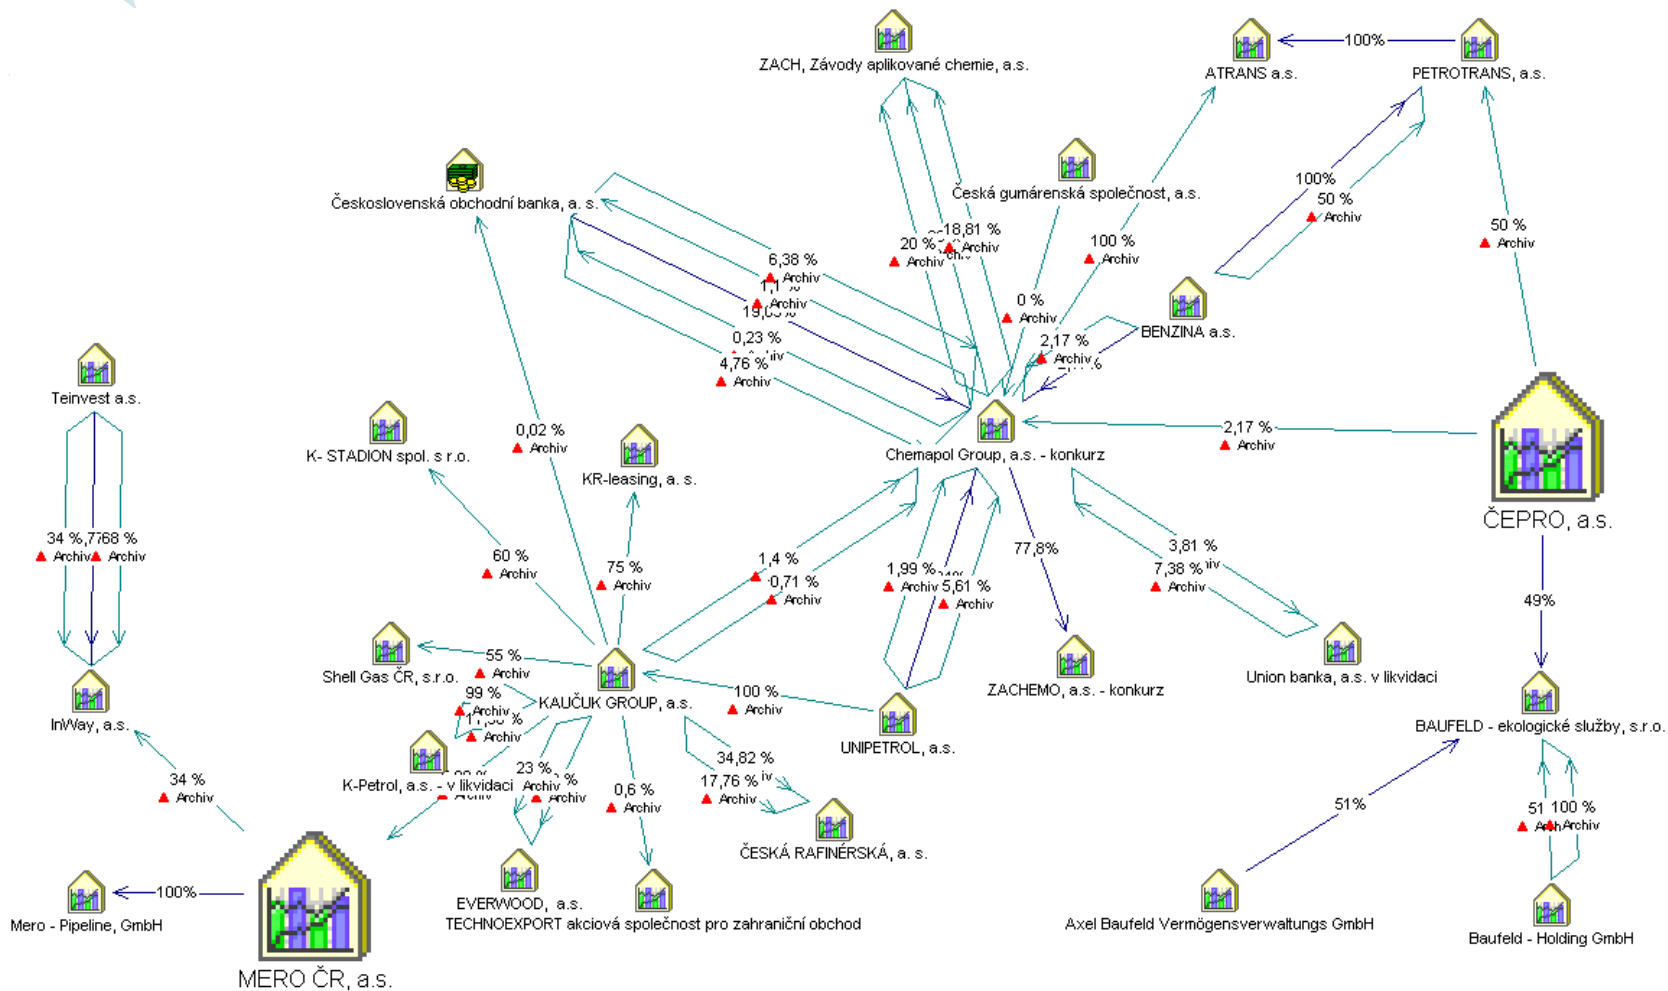 ZACH, Závody aplikované chemie, a.s.
ATRANS a.s.
100%
PETROTRANS, a.s.
Československá obchodní banka, a. s.
Česká gumárenská společnost, a.s.
100%
50 %
Archiv
50 %
Archiv
18,81 %
Archiv
20 %
Archiv
100 %
Archiv
6,38 %
Archiv
Archiv
0 %
Archiv
BENZINA a.s.
2,17 %
Archiv
0,23 %
4,76 %
Archiv
Teinvest a.s.
K- STADION spol. s r.o.
0,02 %
Archiv
KR-leasing, a. s.
Chemapol Group, a.s. - konkurz
2,17 %
Archiv
ČEPRO, a.s.
34 %
68 %
Archiv
Archiv
60 %
Archiv
75 %
Archiv
1,4 %
0,71 %
Archiv
1,99 %
Archiv
5,61 %
Archiv
77,8%
3,81 %
7,38 %
Archiv
49%
Shell Gas ČR, s.r.o.
55 %
Archiv
99 %
Archiv
Archiv
KAUČUK GROUP, a.s.
100 %
Archiv
UNIPETROL, a.s.
ZACHEMO, a.s. - konkurz
Union banka, a.s. v likvidaci
BAUFELD - ekologické služby, s.r.o.
InWay, a.s.
34 %
Archiv
K-Petrol, a.s. - v likvidaci
23 %
Archiv
0,6 %
Archiv
34,82 %
17,76 %
Archiv
ČESKÁ RAFINÉRSKÁ, a. s.
51%
51
100 %
Archiv
Mero - Pipeline, GmbH
100%
MERO ČR, a.s.
EVERWOOD, a.s.
TECHNOEXPORT akciová společnost pro zahraniční obchod
Axel Baufeld Vermögensverwaltungs GmbH
Baufeld - Holding GmbH